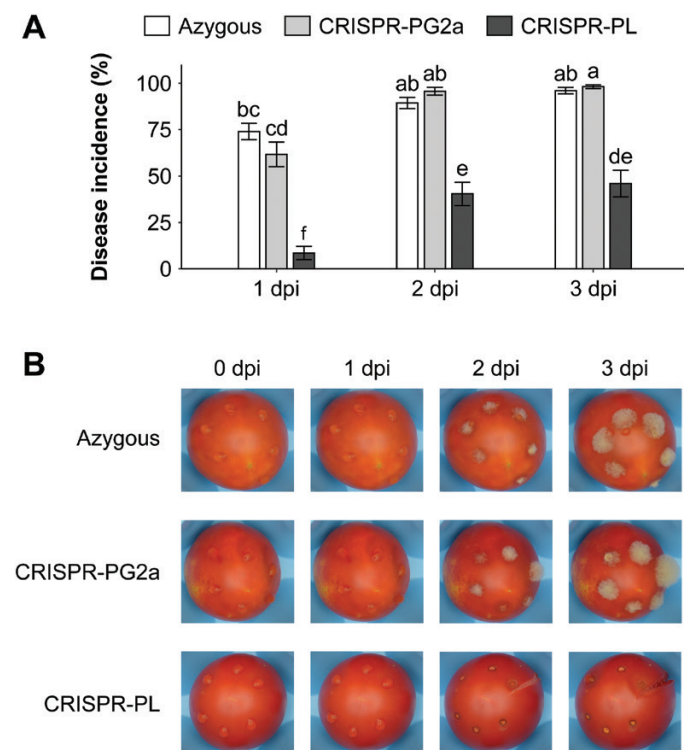 A
Azygous
CRISPR-PG2a
CRISPR-PL
Disease incidence (%)
100
75
50
25
0
bc
cd
f
ab
ab
e
ab
a
de
1 dpi
2 dpi
3 dpi
B
0 dpi
1 dpi
2 dpi
3 dpi
Azygous
CRISPR-PG2a
CRISPR-PL